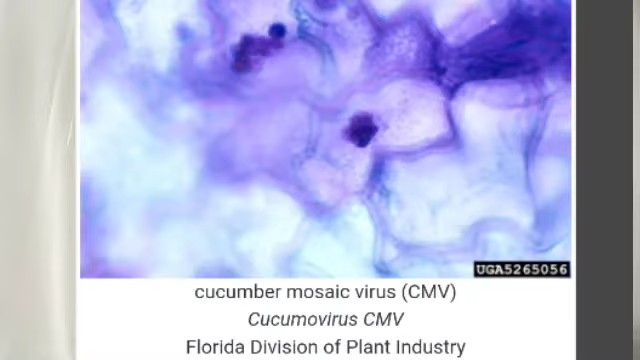 UGA5265056
cucumber mosaic virus (CMV)
Cucumovirus CMV
Florida Division of Plant Industry